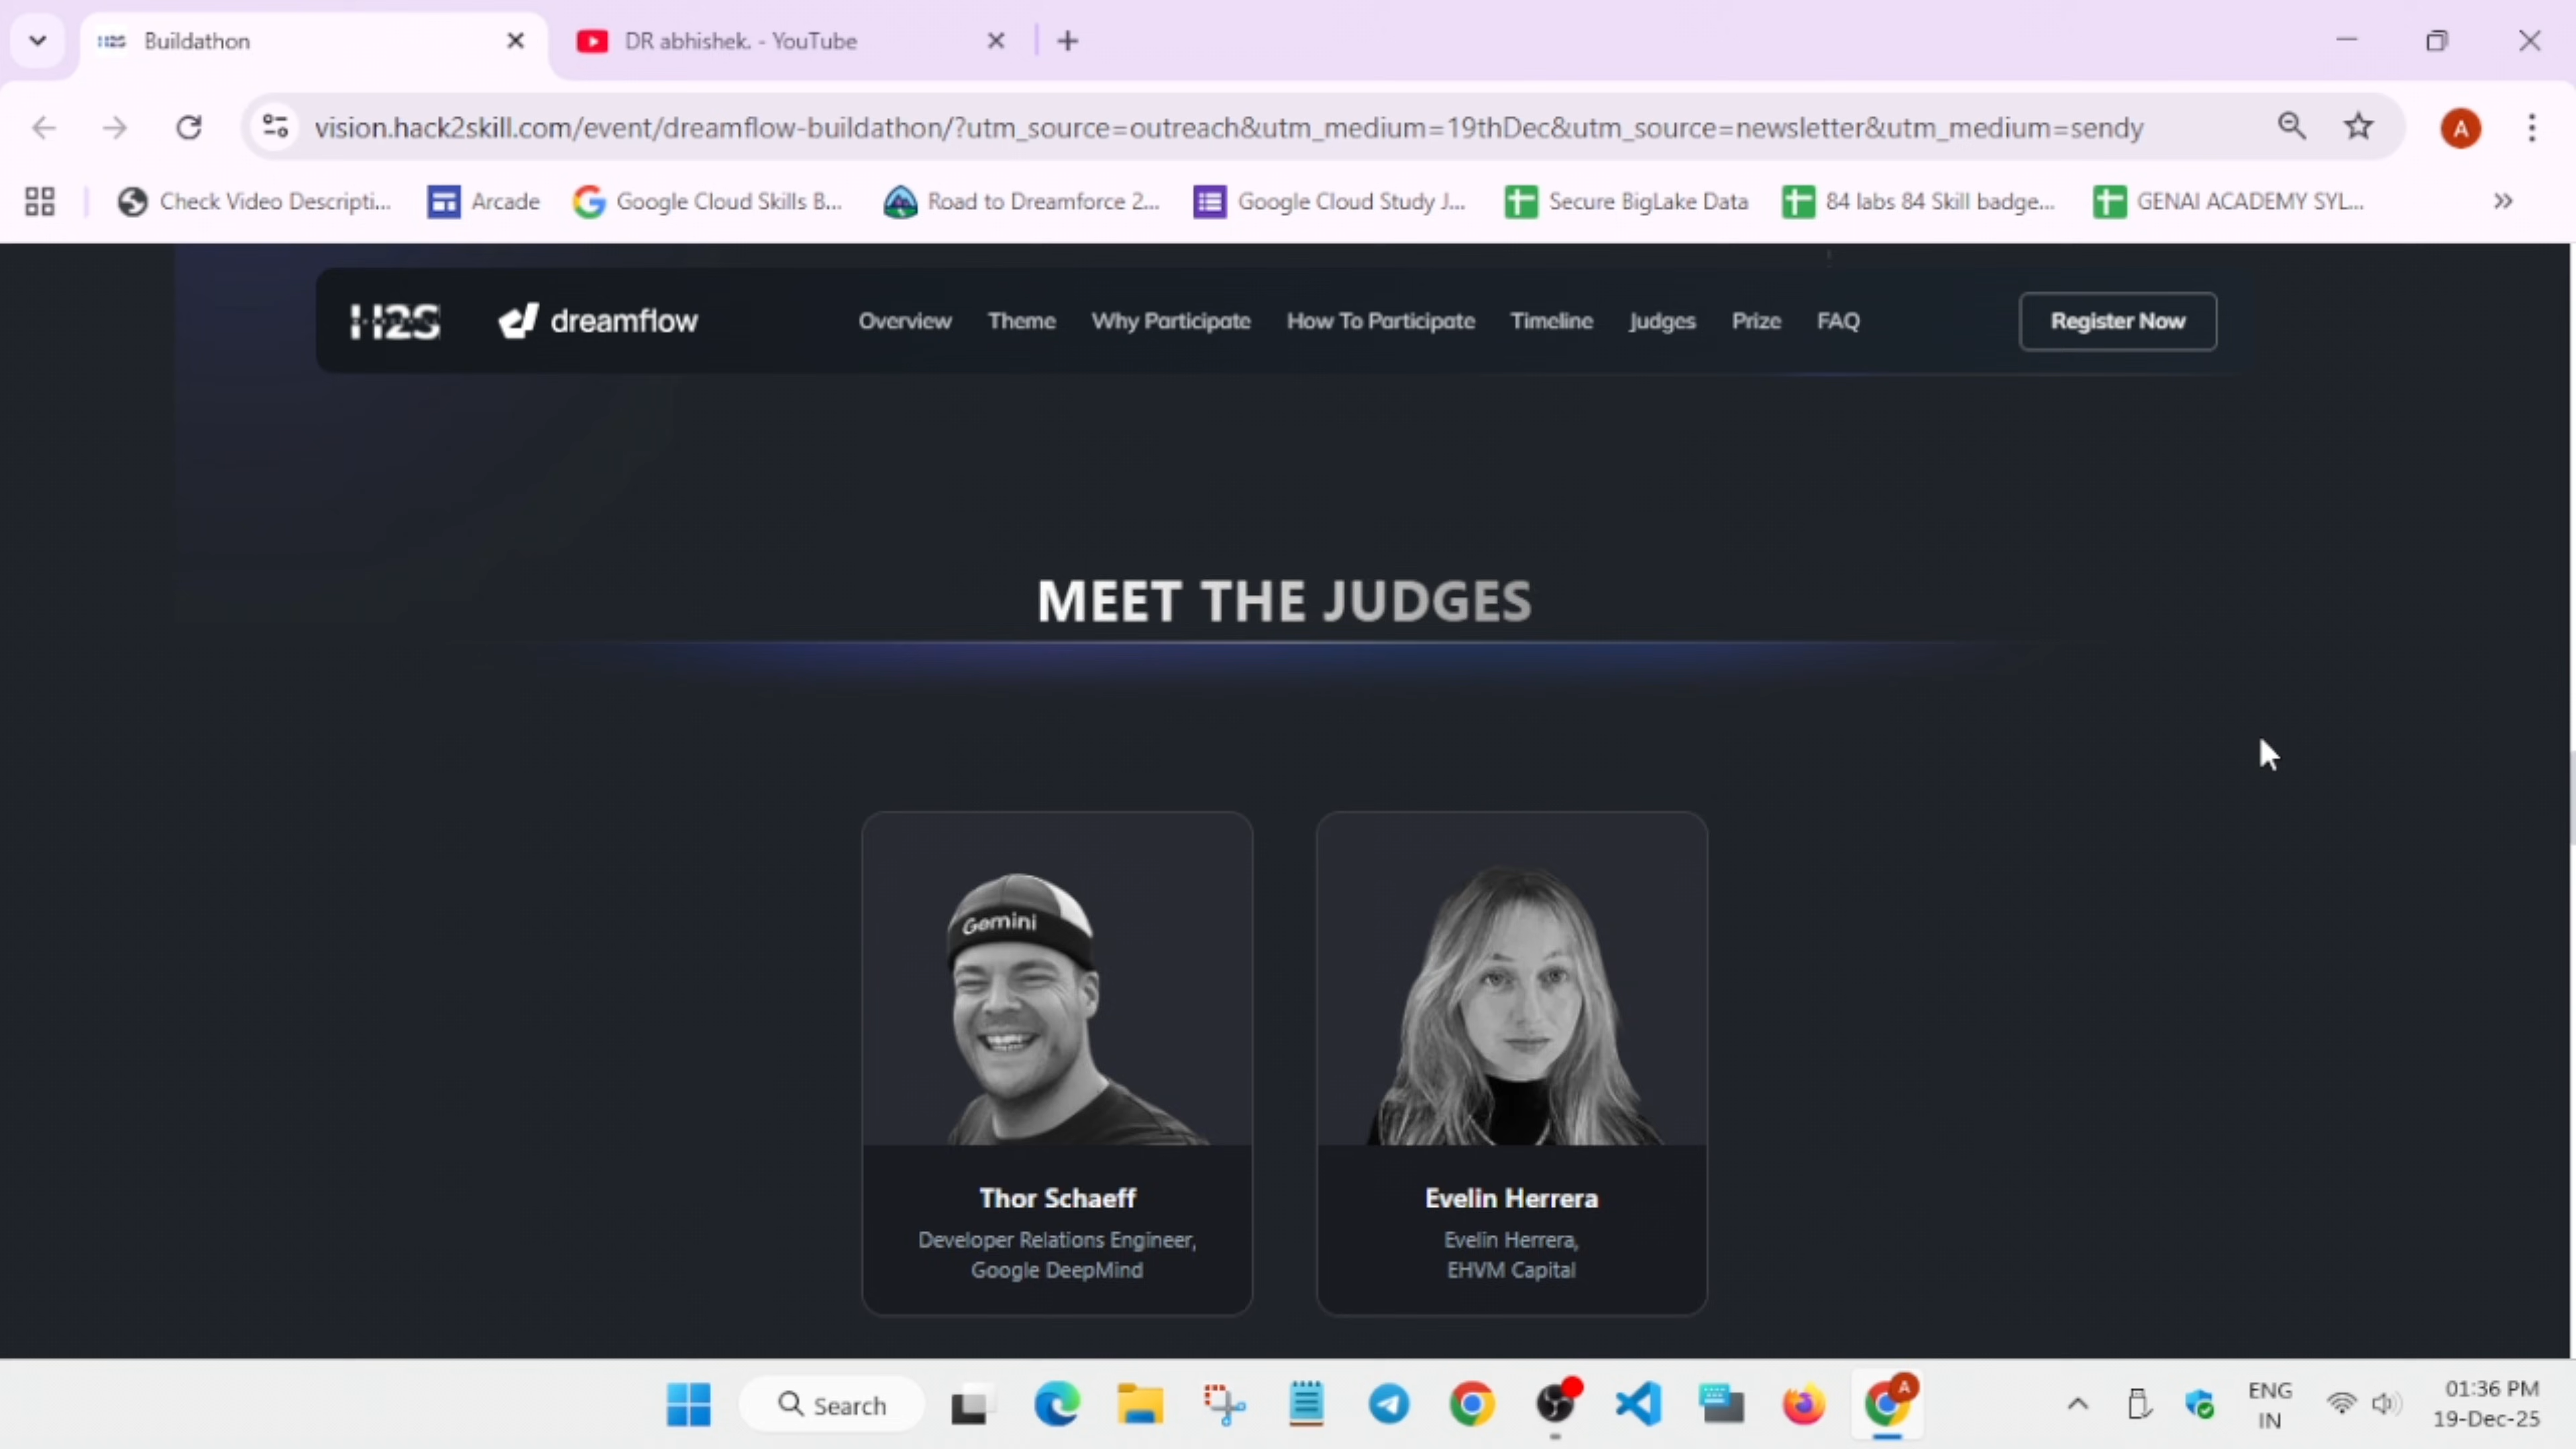 Buildathon
DR abhishek. - YouTube
vision.hack2skill.com/event/dreamflow-buildathon/?utm_source=outreach&utm_medium=19thDec&utm_source=newsletter&utm_medium=sendy
A
Check Video Descripti...
Arcade
Google Cloud Skills B...
Road to Dreamforce 2...
Google Cloud Study J...
Secure BigLake Data
84 labs 84 Skill badge...
GENAI ACADEMY SYL...
H2S
dreamflow
Overview
Theme
Why Participate
How To Participate
Timeline
Judges
Prize
FAQ
Register Now
MEET THE JUDGES
Gemini
Thor Schaeff
Developer Relations Engineer,
Google DeepMind
Evelin Herrera
Evelin Herrera,
EHVM Capital
Search
A
ENG
IN
01:36 PM
19-Dec-25